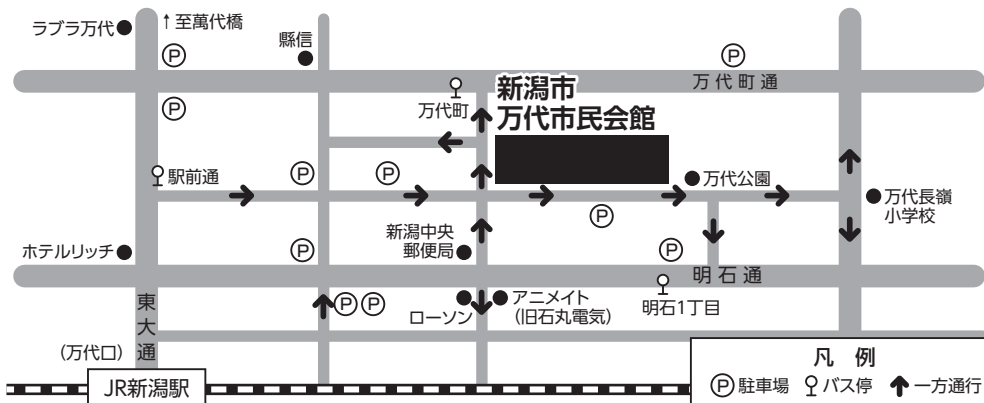 ラブラ万代
↑至萬代橋
Ⓟ
縣信
Ⓟ
万代町通
Ⓟ
万代町
新潟市
万代市民会館
駅前通
Ⓟ
Ⓟ
万代公園
万代長嶺
小学校
Ⓟ
新潟中央
郵便局
ホテルリッチ
Ⓟ
Ⓟ
明石通
東大通
ⓅⓅ
ローソン
アニメイト
(旧石丸電気)
明石1丁目
(万代口)
JR新潟駅
凡例
Ⓟ駐車場 バス停 一方通行